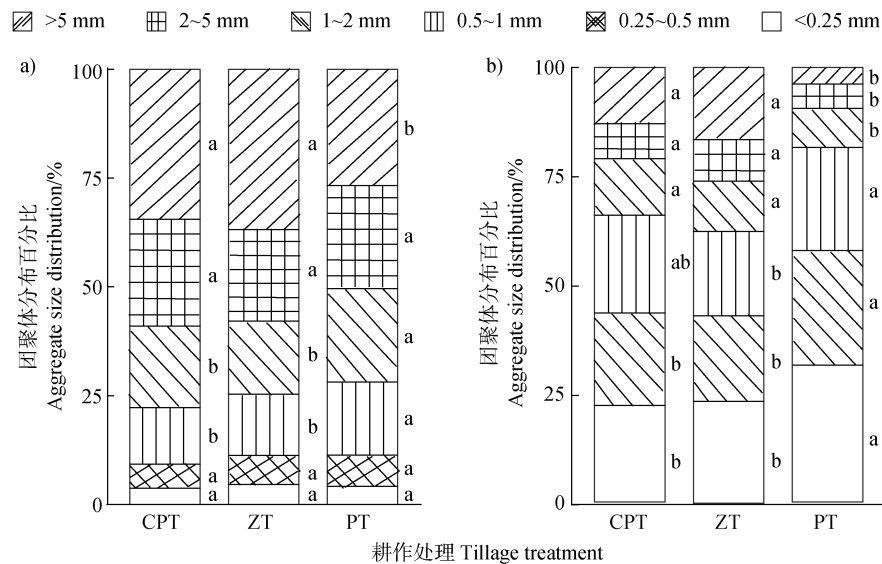 >5 mm 2~5 mm 1~2 mm 0.5~1 mm 0.25~0.5 mm <0.25 mm
a)
团聚体分布百分比
Aggregate size distribution/%
100
75
50
25
0
a
a
b
b
a
a
a
a
b
b
a
a
b
a
a
a
a
a
CPT ZT PT
b)
团聚体分布百分比
Aggregate size distribution/%
100
75
50
25
0
a
a
a
ab
b
b
a
a
a
b
b
b
b
b
b
a
a
a
CPT ZT PT
耕作处理 Tillage treatment